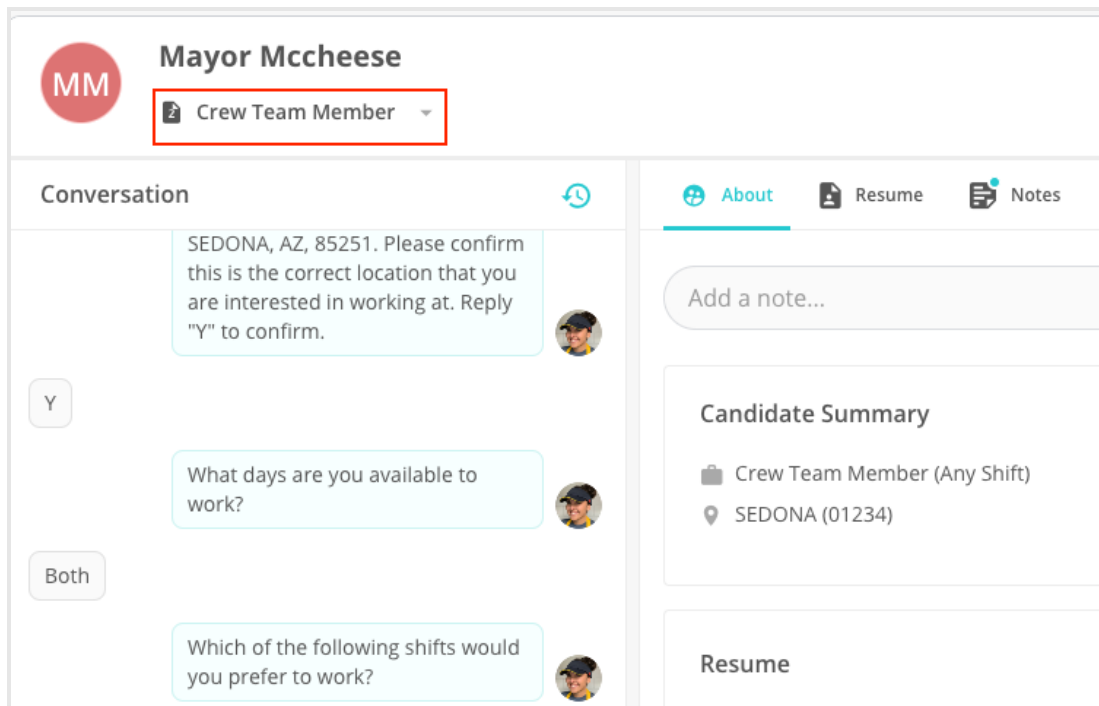 MM
Mayor Mccheese
2 Crew Team Member
Conversation
About
Resume
Notes
SEDONA, AZ, 85251. Please confirm
this is the correct location that you
are interested in working at. Reply
"Y" to confirm.
Y
What days are you available to
work?
Both
Which of the following shifts would
you prefer to work?
Add a note...
Candidate Summary
Crew Team Member (Any Shift)
SEDONA (01234)
Resume